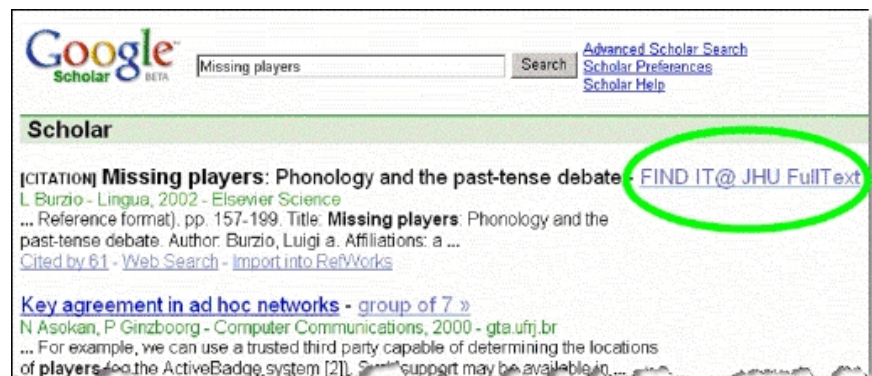 Google
Scholar BETA
Missing players
Search
Advanced Scholar Search
Scholar Preferences
Scholar Help
Scholar
[CITATION] Missing players: Phonology and the past-tense debate - FIND IT@ JHU FullText
L Burzio - Lingua, 2002 - Elsevier Science
... Reference format). pp. 157-199. Title: Missing players: Phonology and the
past-tense debate. Author: Burzio, Luigi a. Affiliations: a ...
Cited by 61 - Web Search - Import into RefWorks
Key agreement in ad hoc networks - group of 7 »
N Asokan, P Ginzboorg - Computer Communications, 2000 - gta.ufrj.br
... For example, we can use a trusted third party capable of determining the locations
of players the ActiveBadge system [2]). support may be available in ...